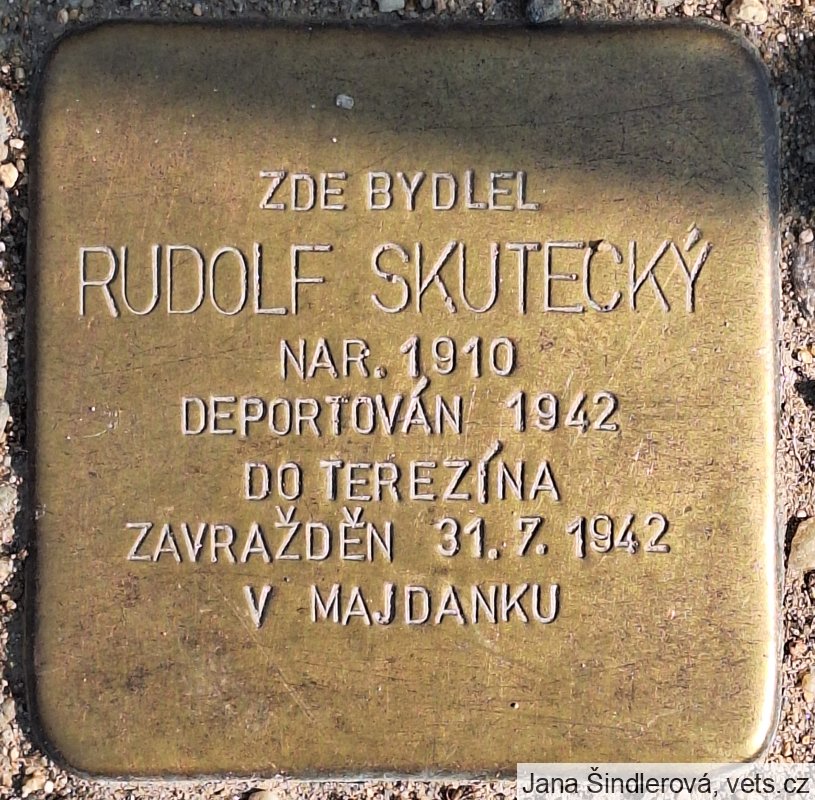 ZDE BYDLEL
RUDOLF SKUTECKÝ
NAR. 1910
DEPORTOVÁN 1942
DO TEREZÍNA
ZAVRAŽDĚN 31. 7. 1942
V MAJDANKU
Jana Šindlerová, vets.cz